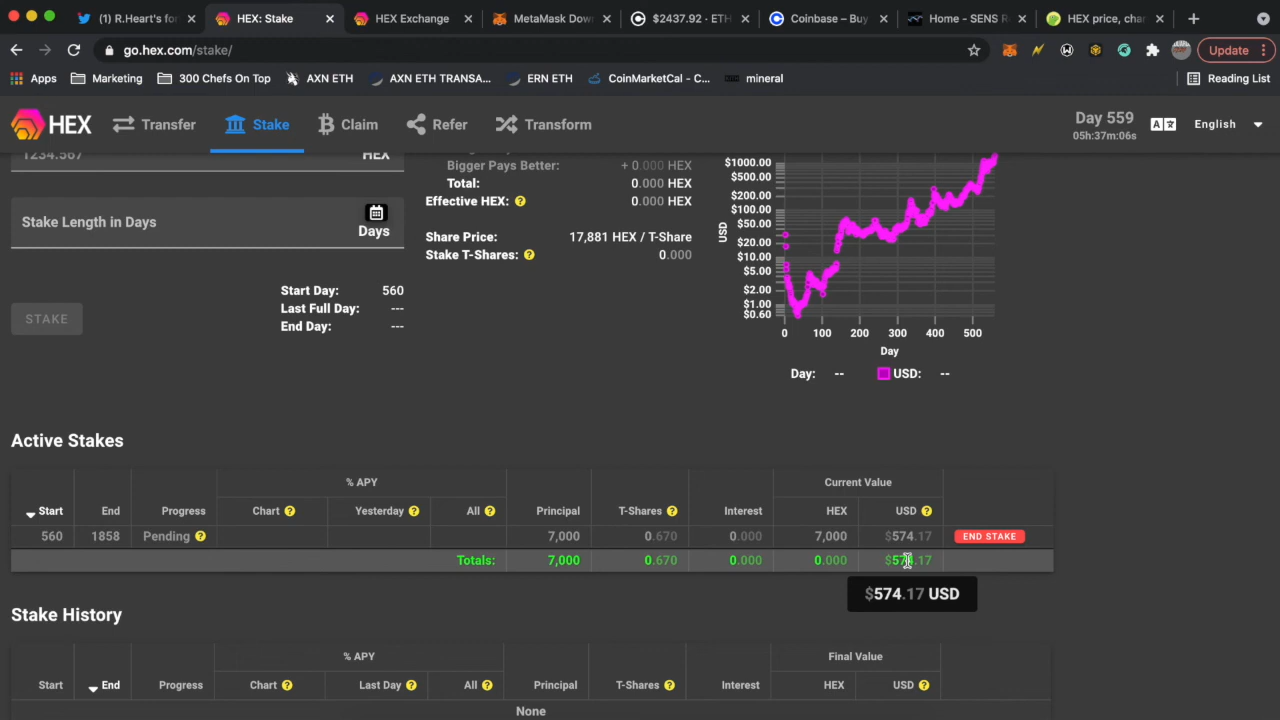 (1) R.Heart's for
HEX: Stake
HEX Exchange
MetaMask Dow
$2437.92 - ETH
Coinbase – Buy
Home - SENS R
HEX price, cha
go.hex.com/stake/
Update
Apps
Marketing
300 Chefs On Top
AXN ETH
AXN ETH TRANSA...
ERN ETH
CoinMarketCal - C...
mineral
Reading List
HEX
Transfer
Stake
Claim
Refer
Transform
Day 559
05h:37m:06s
English
1234.567
HEX
Stake Length in Days
Days
Start Day: 560
Last Full Day: ---
End Day: ---
STAKE
Bigger Pays Better: + 0.000 HEX
Total: 0.000 HEX
Effective HEX: ? 0.000 HEX
Share Price: 17,881 HEX / T-Share
Stake T-Shares: ? 0.000
$1000.00
$500.00
$200.00
$100.00
$50.00
$20.00
$10.00
$5.00
$2.00
$1.00
$0.60
USD
0 100 200 300 400 500
Day
Day: -- USD: --
Active Stakes
% APY
Current Value
Start End Progress Chart ? Yesterday ? All ? Principal T-Shares ? Interest HEX USD ?
560 1858 Pending ? 7,000 0.670 0.000 7,000 $574.17 END STAKE
Totals: 7,000 0.670 0.000 0.000 $574.17
$574.17 USD
Stake History
% APY
Final Value
Start End Progress Chart ? Last Day ? All ? Principal T-Shares ? Interest HEX USD ?
None